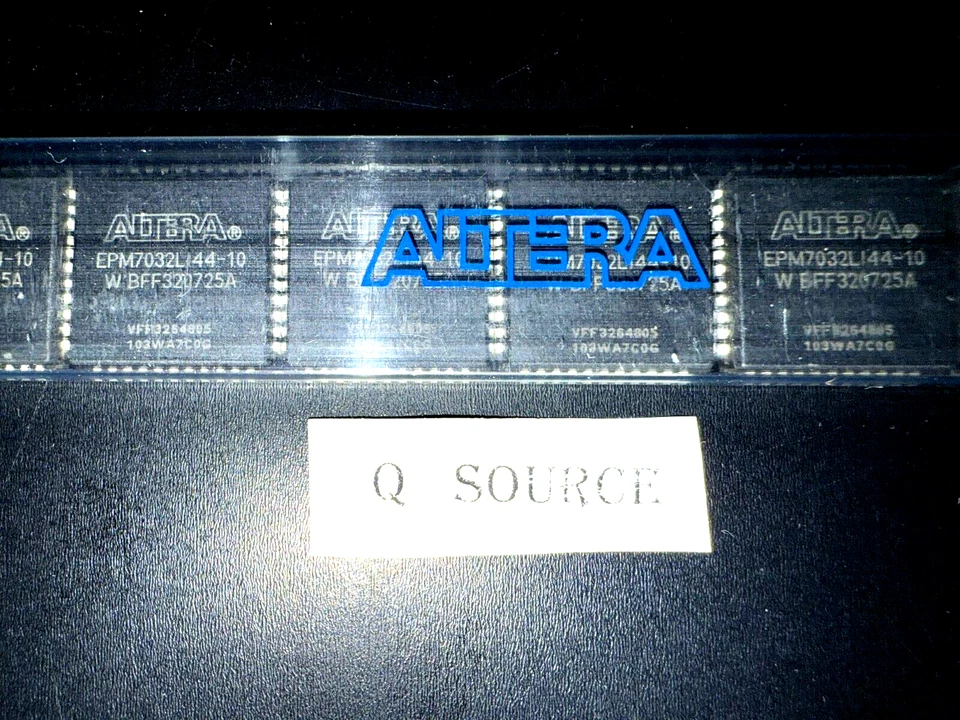 ALTERA®
EPM7032LI44-10
W BFF320725A
VFF3264805
103WA7C0G
ALTERA
ALTERA®
EPM7032LI44-10
W BFF320725A
VFF3264805
103WA7C0G
Q SOURCE